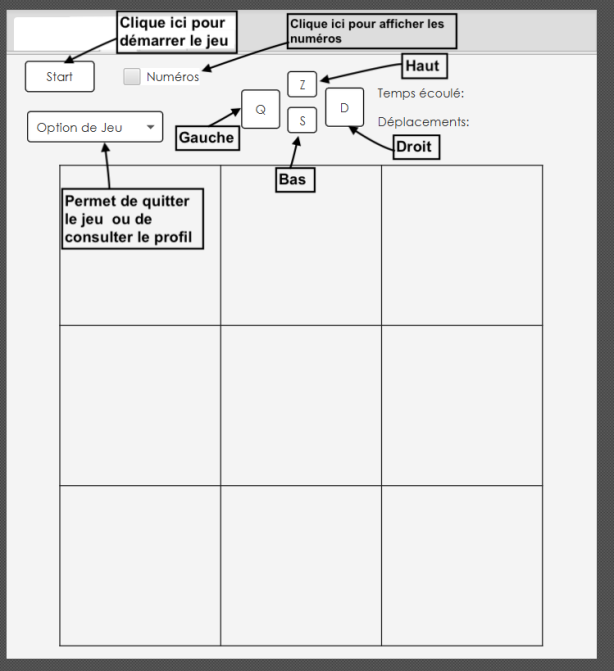 Clique ici pour
démarrer le jeu
Clique ici pour afficher les
numéros
Start
Numéros
Haut
Z
Q
D
S
Temps écoulé:
Déplacements:
Option de Jeu
Gauche
Droit
Bas
Permet de quitter
le jeu ou de
consulter le profil